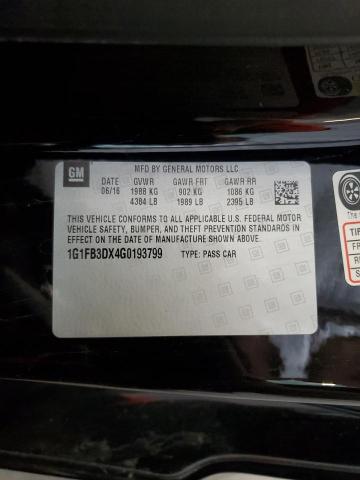 GM
MFD BY GENERAL MOTORS LLC
DATE GVWR GAWR FRT GAWR RR
06/16 1988 KG 902 KG 1086 KG
4384 LB 1989 LB 2395 LB
THIS VEHICLE CONFORMS TO ALL APPLICABLE U.S. FEDERAL MOTOR
VEHICLE SAFETY, BUMPER, AND THEFT PREVENTION STANDARDS IN
EFFECT ON THE DATE OF MANUFACTURE SHOWN ABOVE.
1G1FB3DX4G0193799 TYPE: PASS CAR
The